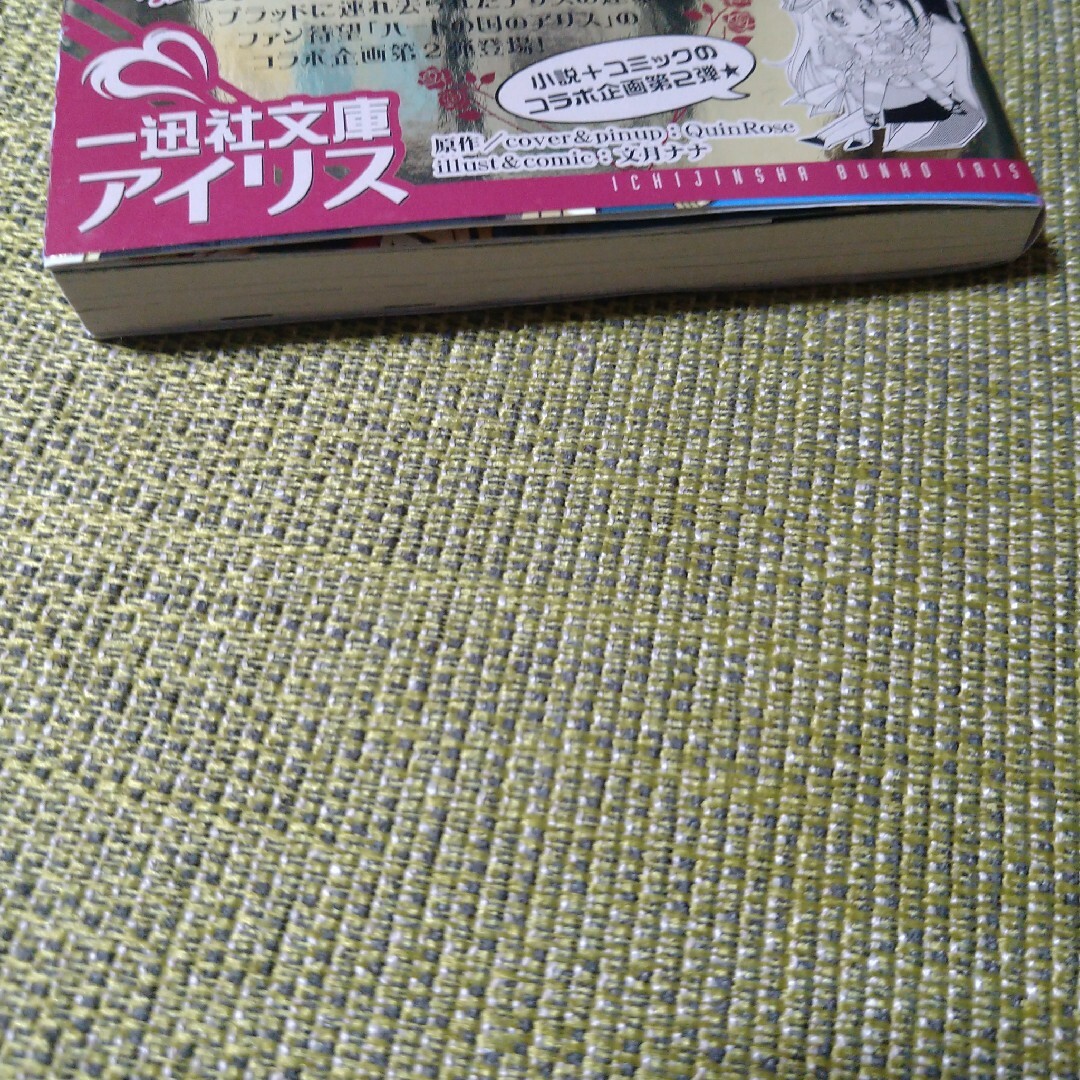 ブラッドに連れ去られたアリスの
ファン待望「ハートの国のアリス」の
コラボ企画第2弾登場!
小説+コミックの
コラボ企画第2弾★
一迅社文庫
アイリス
原作/cover&pinup:QuinRose
illust&comic:文月ナナ
ICHIJINSHA BUNKO IRIS